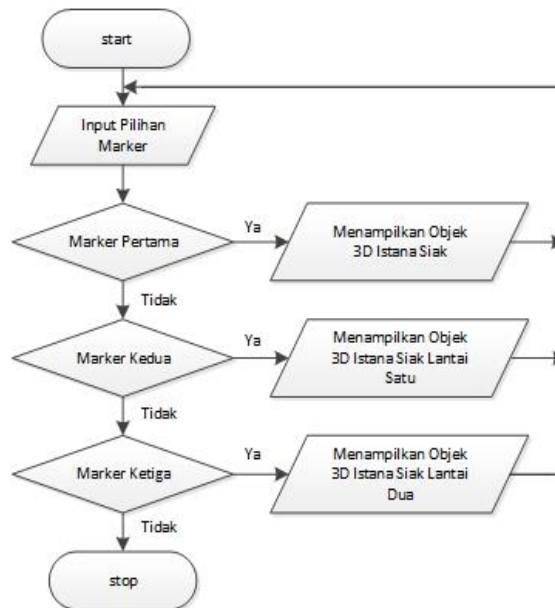 start
Input Pilihan
Marker
Marker Pertama
Ya
Menampilkan Objek
3D Istana Siak
Tidak
Marker Kedua
Ya
Menampilkan Objek
3D Istana Siak Lantai
Satu
Tidak
Marker Ketiga
Ya
Menampilkan Objek
3D Istana Siak Lantai
Dua
Tidak
stop